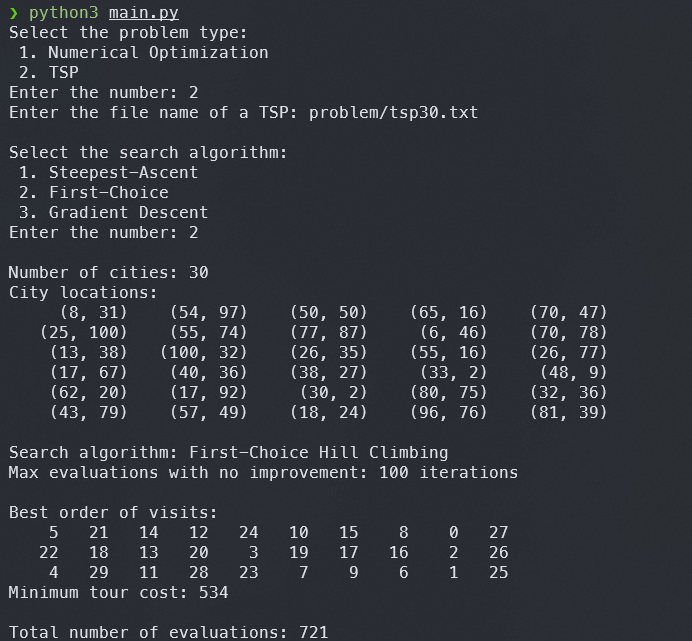 ❯ python3 main.py
Select the problem type:
 1. Numerical Optimization
 2. TSP
Enter the number: 2
Enter the file name of a TSP: problem/tsp30.txt

Select the search algorithm:
 1. Steepest-Ascent
 2. First-Choice
 3. Gradient Descent
Enter the number: 2

Number of cities: 30
City locations:
     (8, 31)    (54, 97)    (50, 50)    (65, 16)    (70, 47)
   (25, 100)    (55, 74)    (77, 87)     (6, 46)    (70, 78)
    (13, 38)   (100, 32)    (26, 35)    (55, 16)    (26, 77)
    (17, 67)    (40, 36)    (38, 27)     (33, 2)     (48, 9)
    (62, 20)    (17, 92)     (30, 2)    (80, 75)    (32, 36)
    (43, 79)    (57, 49)    (18, 24)    (96, 76)    (81, 39)

Search algorithm: First-Choice Hill Climbing
Max evaluations with no improvement: 100 iterations

Best order of visits:
    5   21   14   12   24   10   15    8    0   27
   22   18   13   20    3   19   17   16    2   26
    4   29   11   28   23    7    9    6    1   25
Minimum tour cost: 534

Total number of evaluations: 721